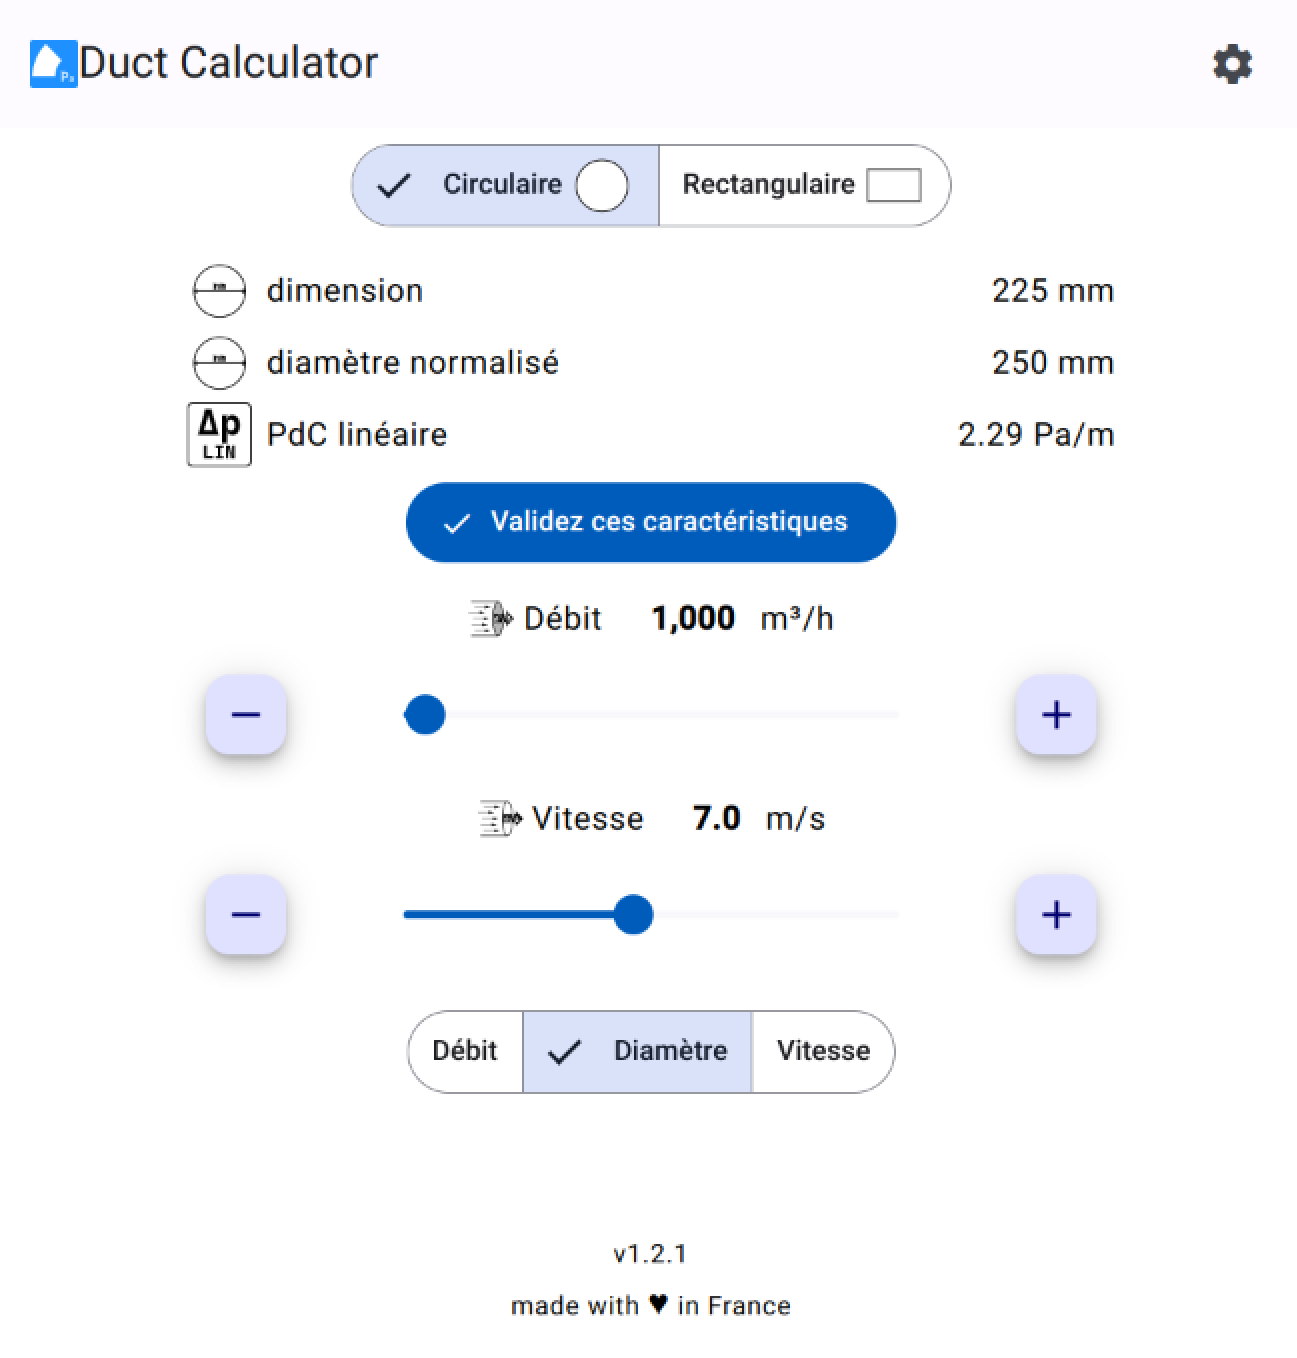 Duct Calculator
Circulaire Rectangulaire
dimension 225 mm
diamètre normalisé 250 mm
Δp
LIN PdC linéaire 2.29 Pa/m
Validez ces caractéristiques
Débit 1,000 m³/h
Vitesse 7.0 m/s
Débit Diamètre Vitesse
v1.2.1
made with ♥ in France